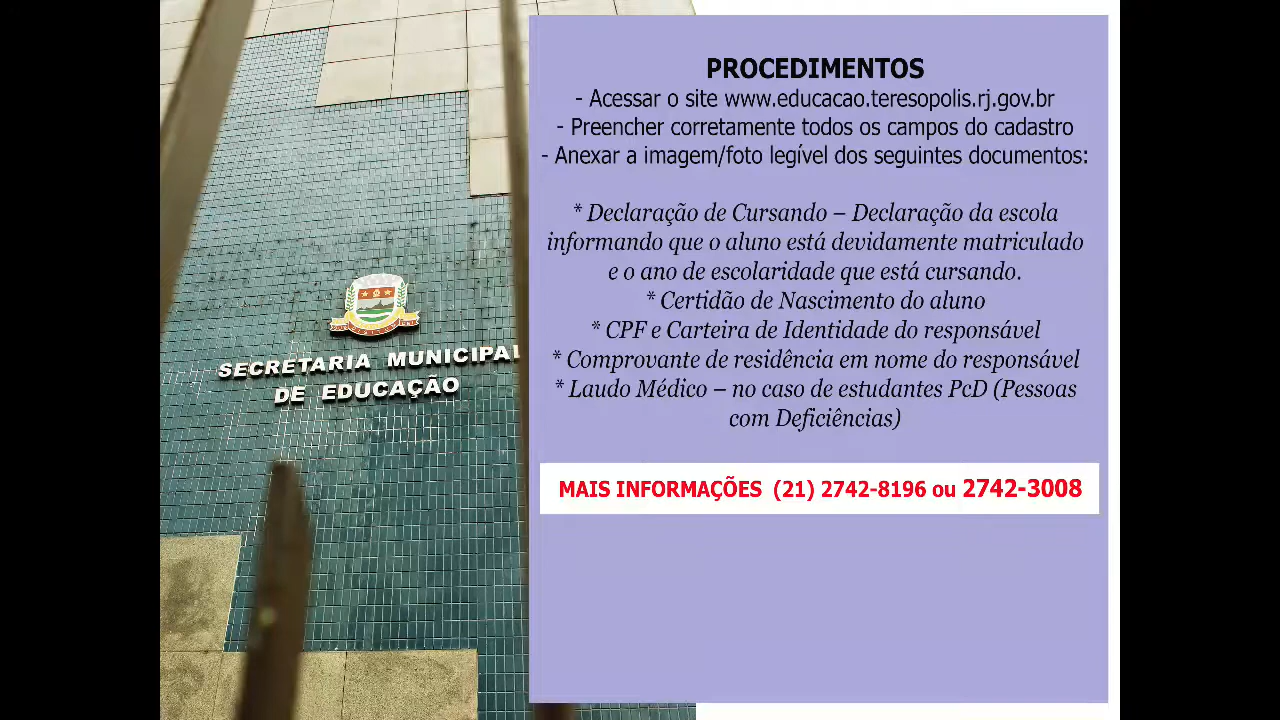 SECRETARIA MUNICIPAL
DE EDUCAÇÃO
PROCEDIMENTOS
- Acessar o site www.educacao.teresopolis.rj.gov.br
- Preencher corretamente todos os campos do cadastro
- Anexar a imagem/foto legível dos seguintes documentos:
* Declaração de Cursando – Declaração da escola
informando que o aluno está devidamente matriculado
e o ano de escolaridade que está cursando.
* Certidão de Nascimento do aluno
* CPF e Carteira de Identidade do responsável
* Comprovante de residência em nome do responsável
* Laudo Médico – no caso de estudantes PcD (Pessoas
com Deficiências)
MAIS INFORMAÇÕES (21) 2742-8196 ou 2742-3008